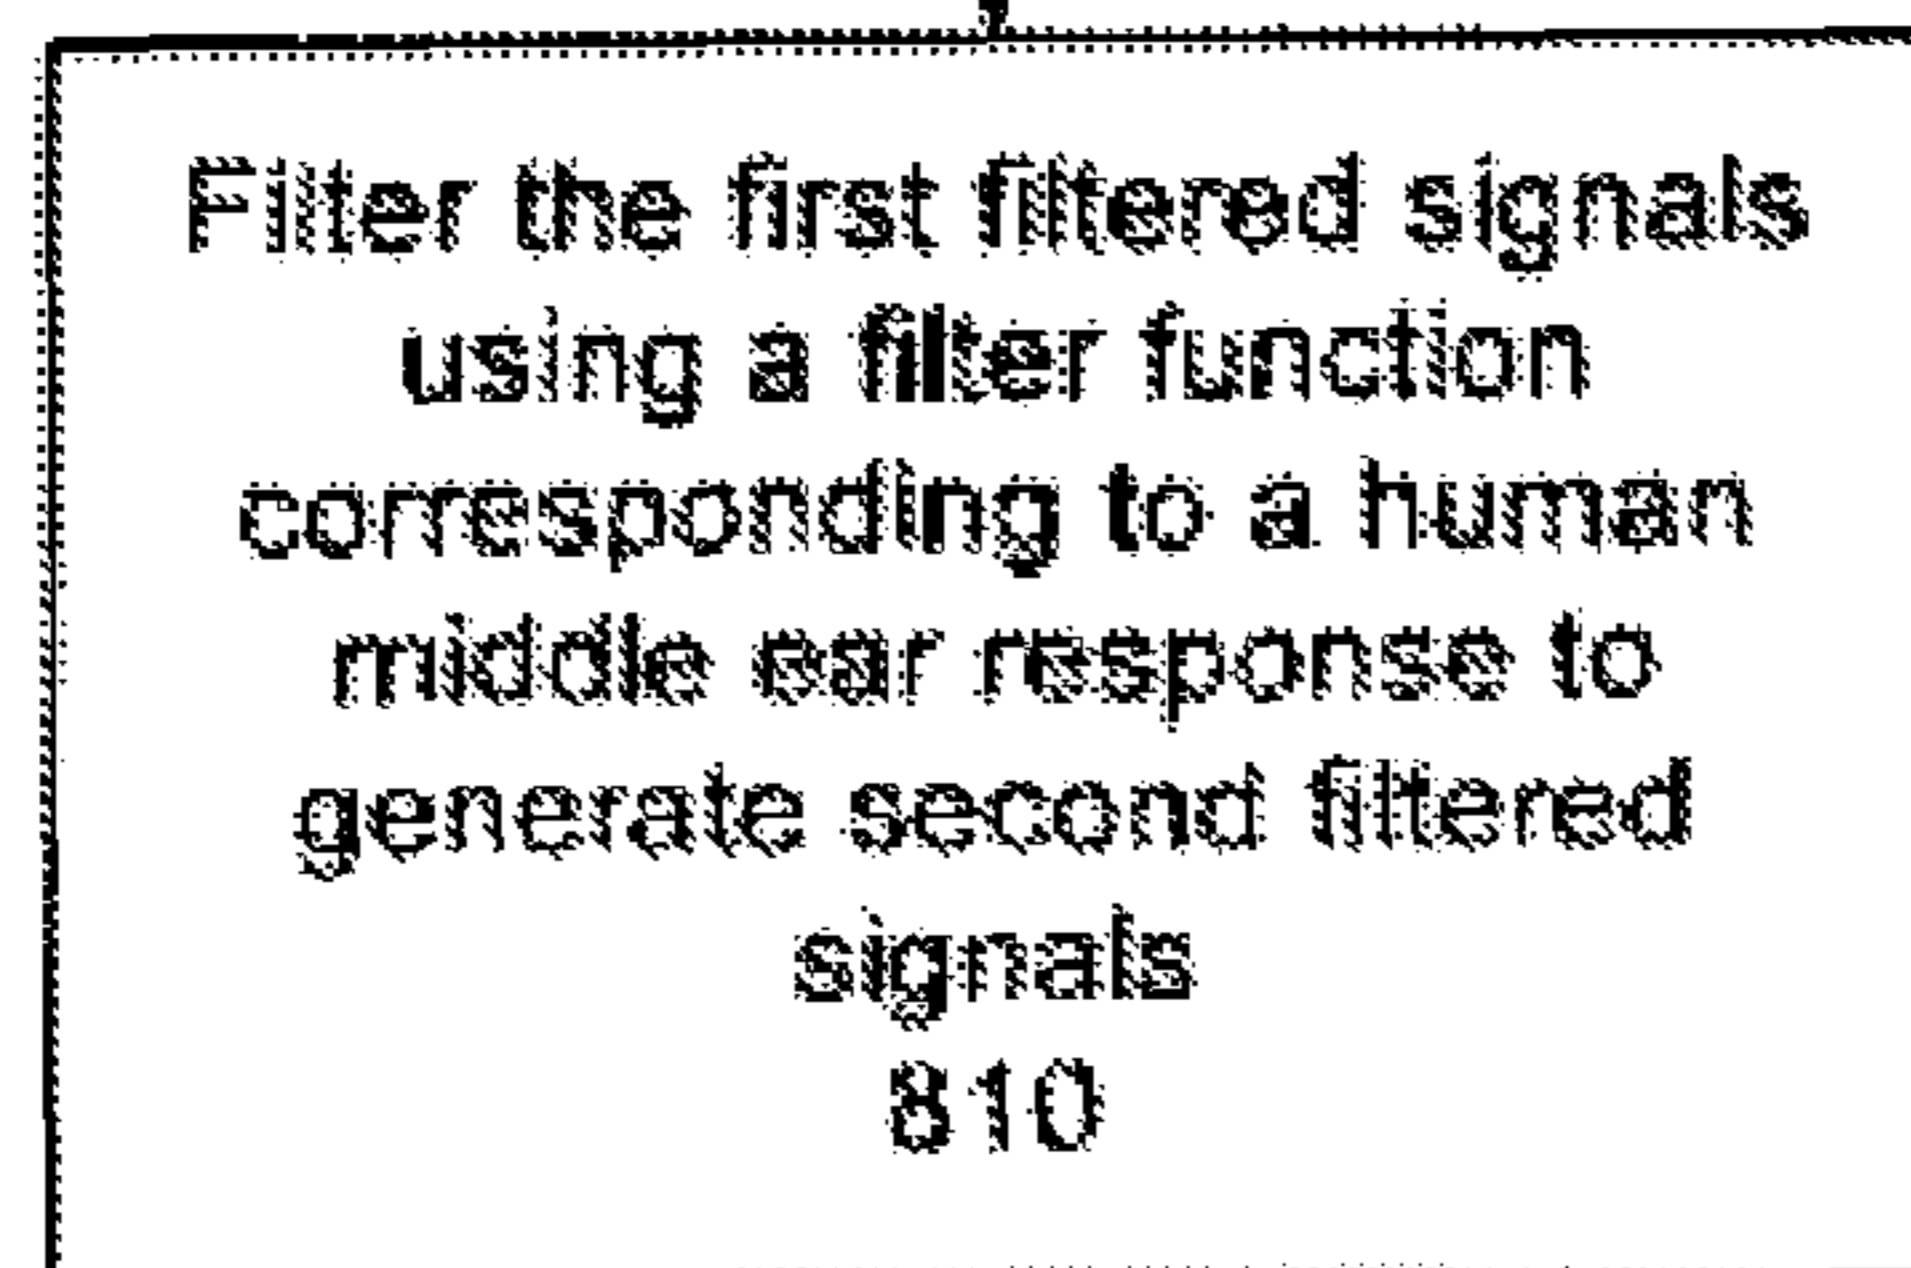 Filter the first filtered signals
using a filter function
corresponding to a human
middle ear response to
generate second filtered
signals
810